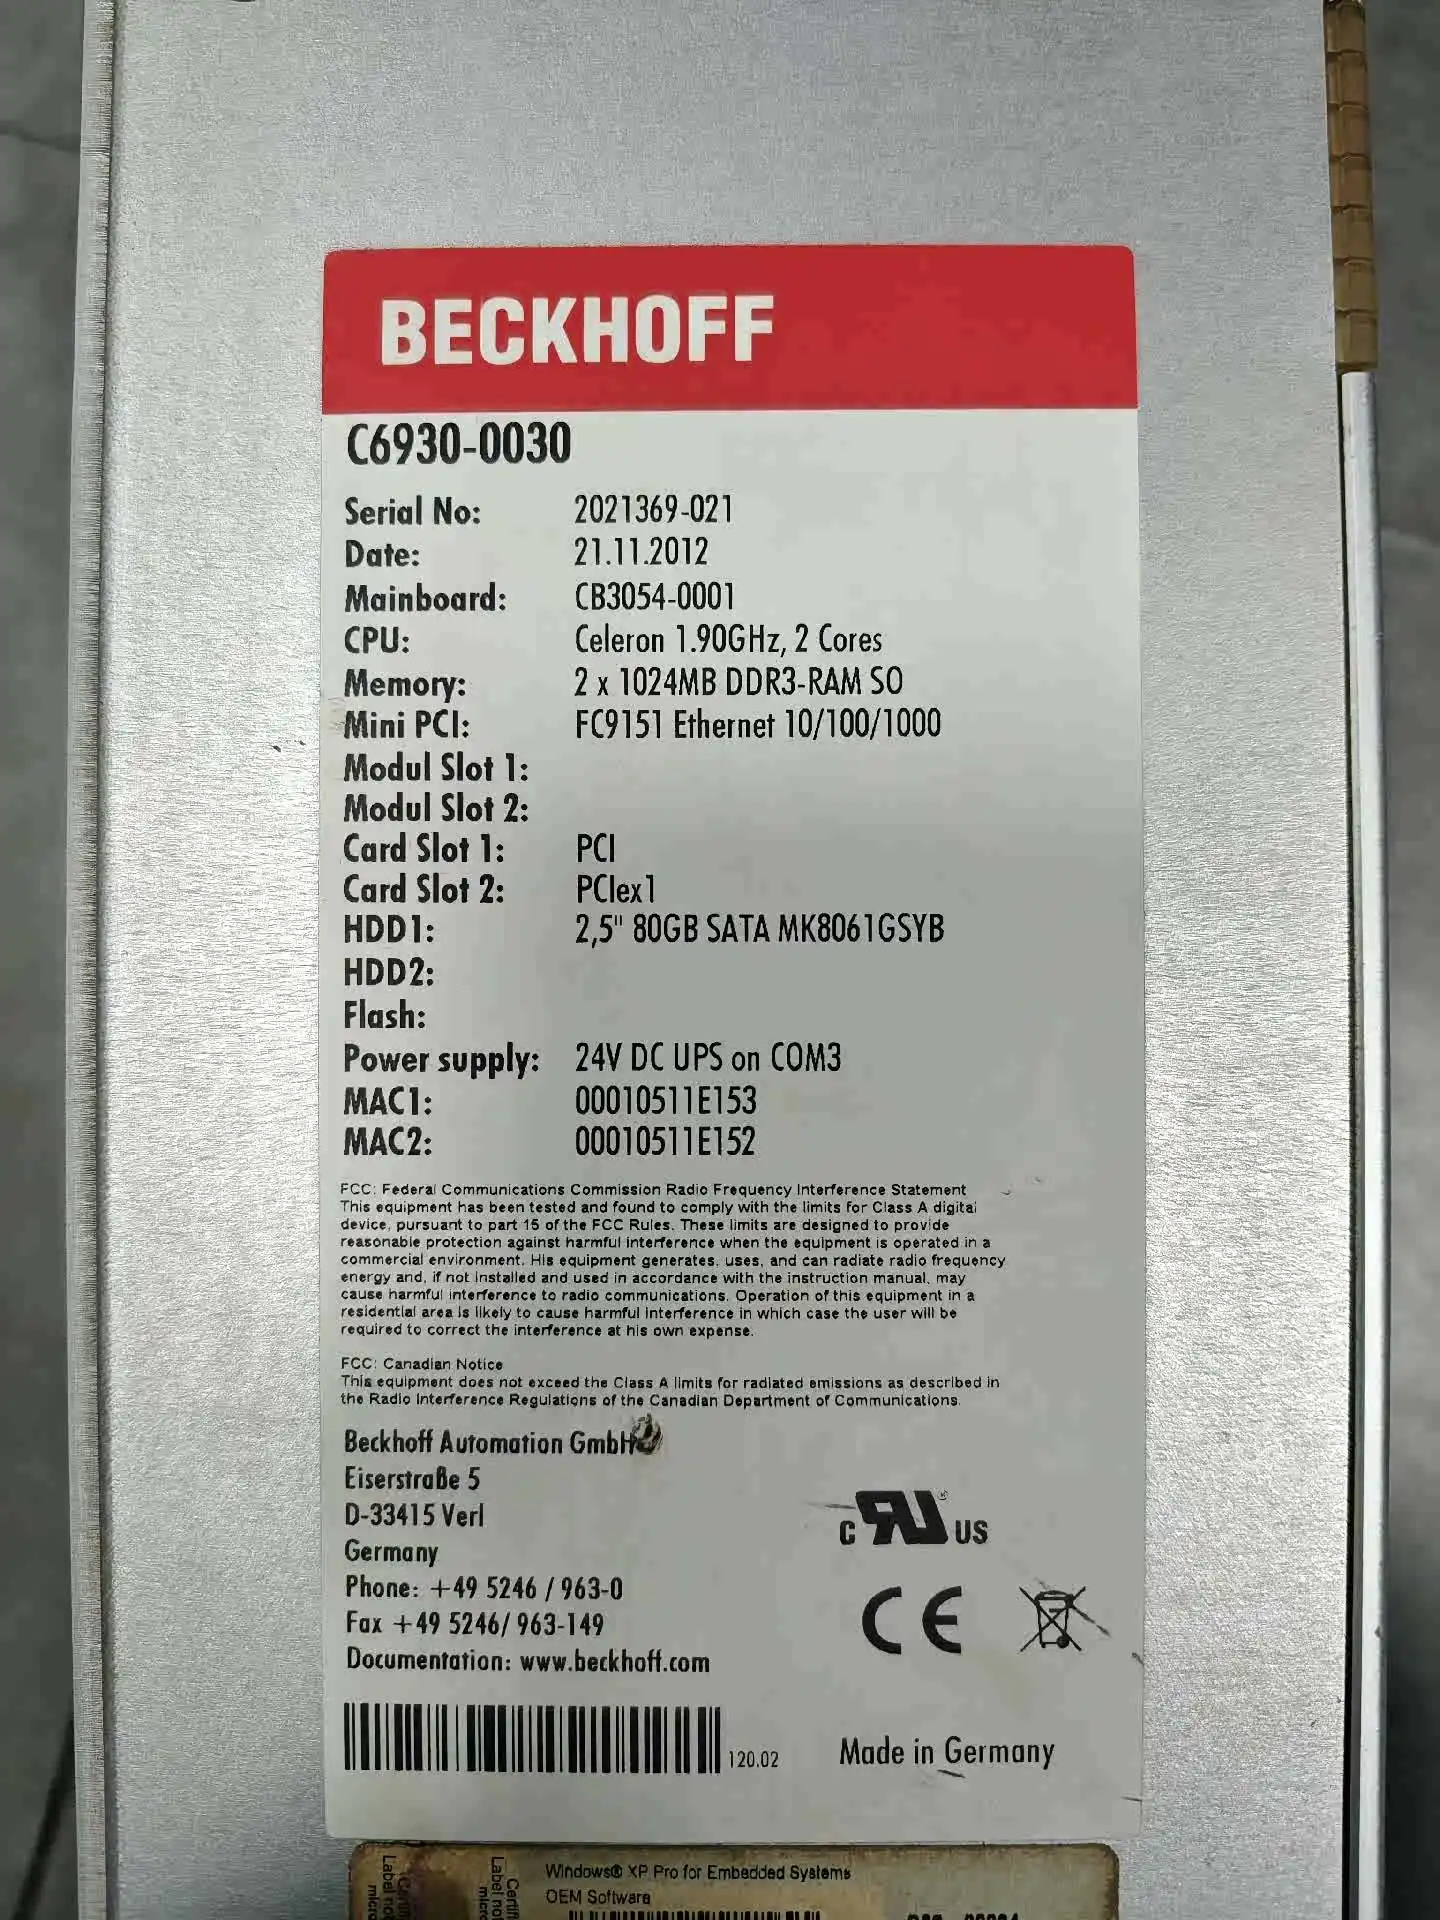 BECKHOFF
C6930-0030
Serial No: 2021369-021
Date: 21.11.2012
Mainboard: CB3054-0001
CPU: Celeron 1.90GHz, 2 Cores
Memory: 2 x 1024MB DDR3-RAM SO
Mini PCI: FC9151 Ethernet 10/100/1000
Modul Slot 1:
Modul Slot 2:
Card Slot 1: PCI
Card Slot 2: PCIex1
HDD1: 2,5" 80GB SATA MK8061GSYB
HDD2:
Flash:
Power supply: 24V DC UPS on COM3
MAC1: 00010511E153
MAC2: 00010511E152
FCC: Federal Communications Commission Radio Frequency Interference Statement
This equipment has been tested and found to comply with the limits for Class A digital
device, pursuant to part 15 of the FCC Rules. These limits are designed to provide
reasonable protection against harmful interference when the equipment is operated in a
commercial environment. His equipment generates, uses, and can radiate radio frequency
energy and, if not installed and used in accordance with the instruction manual, may
cause harmful interference to radio communications. Operation of this equipment in a
residential area is likely to cause harmful interference in which case the user will be
required to correct the interference at his own expense.
FCC: Canadian Notice
This equipment does not exceed the Class A limits for radiated emissions as described in
the Radio Interference Regulations of the Canadian Department of Communications.
Beckhoff Automation GmbH
Eiserstraße 5
D-33415 Verl
Germany
Phone: +49 5246 / 963-0
Fax +49 5246/ 963-149
Documentation: www.beckhoff.com
c RU ® US
CE
120.02
Made in Germany
Windows® XP Pro for Embedded Systems
OEM Software
Label not